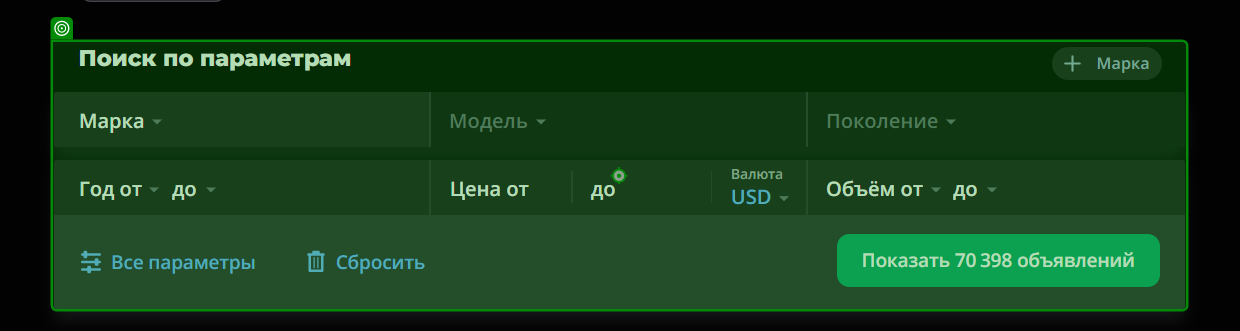 Поиск по параметрам
Марка
Марка Модель Поколение
Валюта
Год от до Цена от до USD Объём от до
Все параметры Сбросить Показать 70 398 объявлений